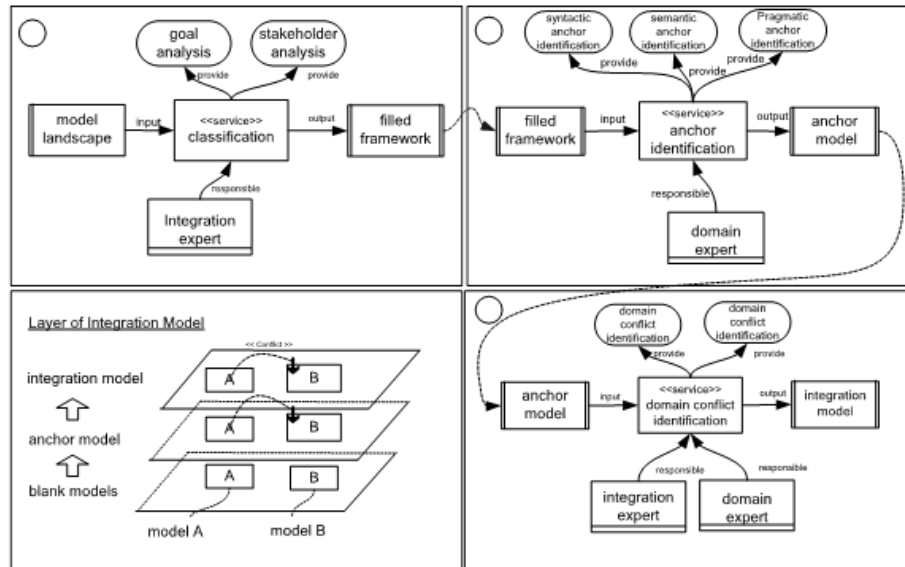 goal
analysis
stakeholder
analysis
provide
provide
model
landscape
input
<<service>>
classification
output
filled
framework
responsible
Integration
expert
syntactic
anchor
identification
semantic
anchor
identification
Pragmatic
anchor
identification
provide
provide
provide
filled
framework
input
<<service>>
anchor
identification
output
anchor
model
responsible
domain
expert
Layer of Integration Model
<< Conflict >>
integration model
A
B
anchor model
A
B
blank models
A
B
model A
model B
domain
conflict
identification
domain
conflict
identification
provide
provide
anchor
model
input
<<service>>
domain conflict
identification
output
integration
model
responsible
responsible
integration
expert
domain
expert